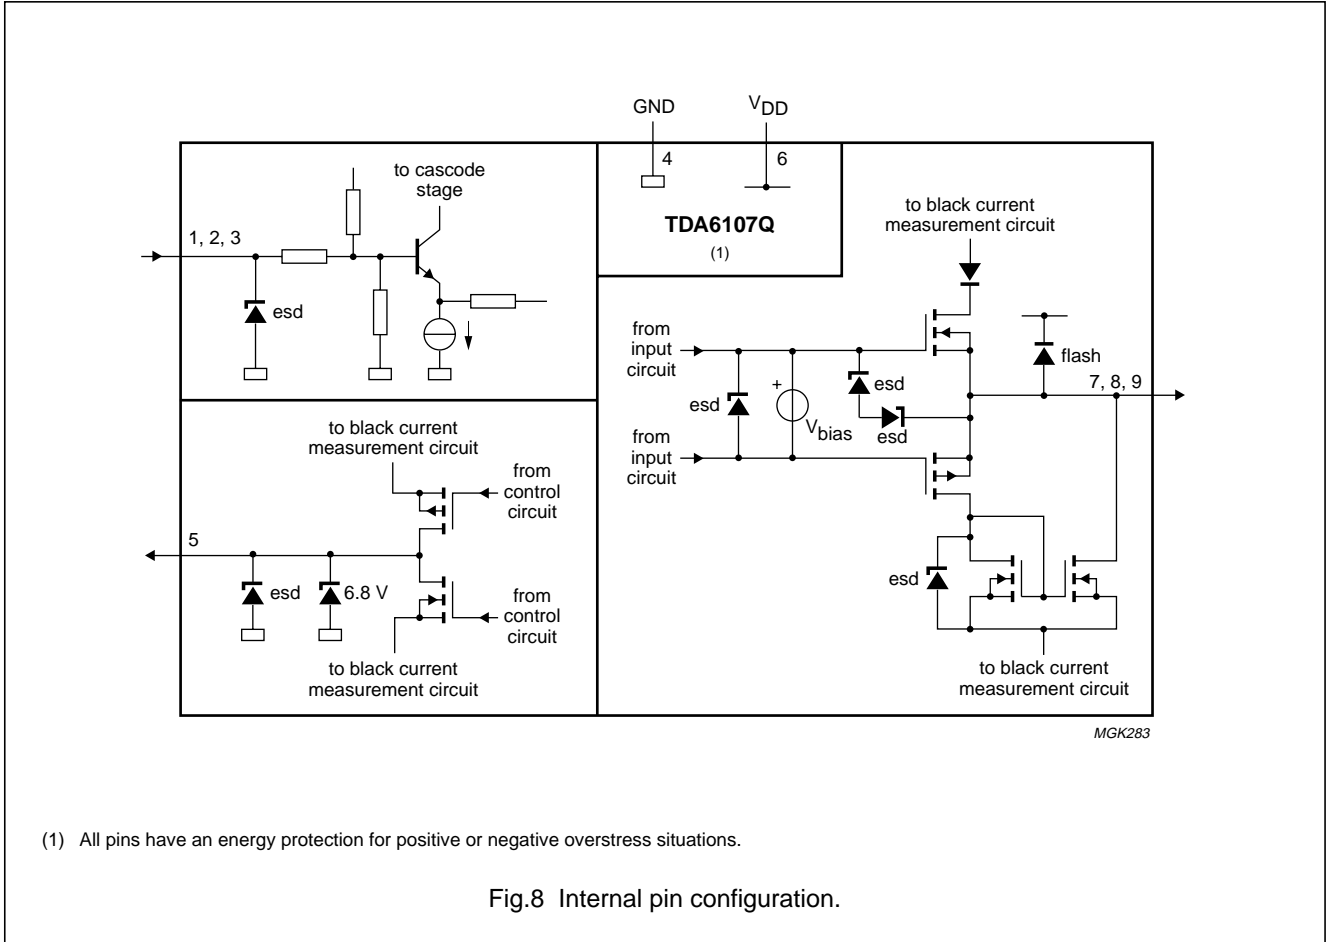 GND
VDD
4
6
TDA6107Q
(1)
to cascode
stage
1, 2, 3
esd
to black current
measurement circuit
from
input
circuit
flash
7, 8, 9
esd
+
esd
Vbias
esd
from
input
circuit
esd
to black current
measurement circuit
to black current
measurement circuit
from
control
circuit
5
esd
6.8 V
from
control
circuit
to black current
measurement circuit
MGK283
(1) All pins have an energy protection for positive or negative overstress situations.
Fig.8 Internal pin configuration.